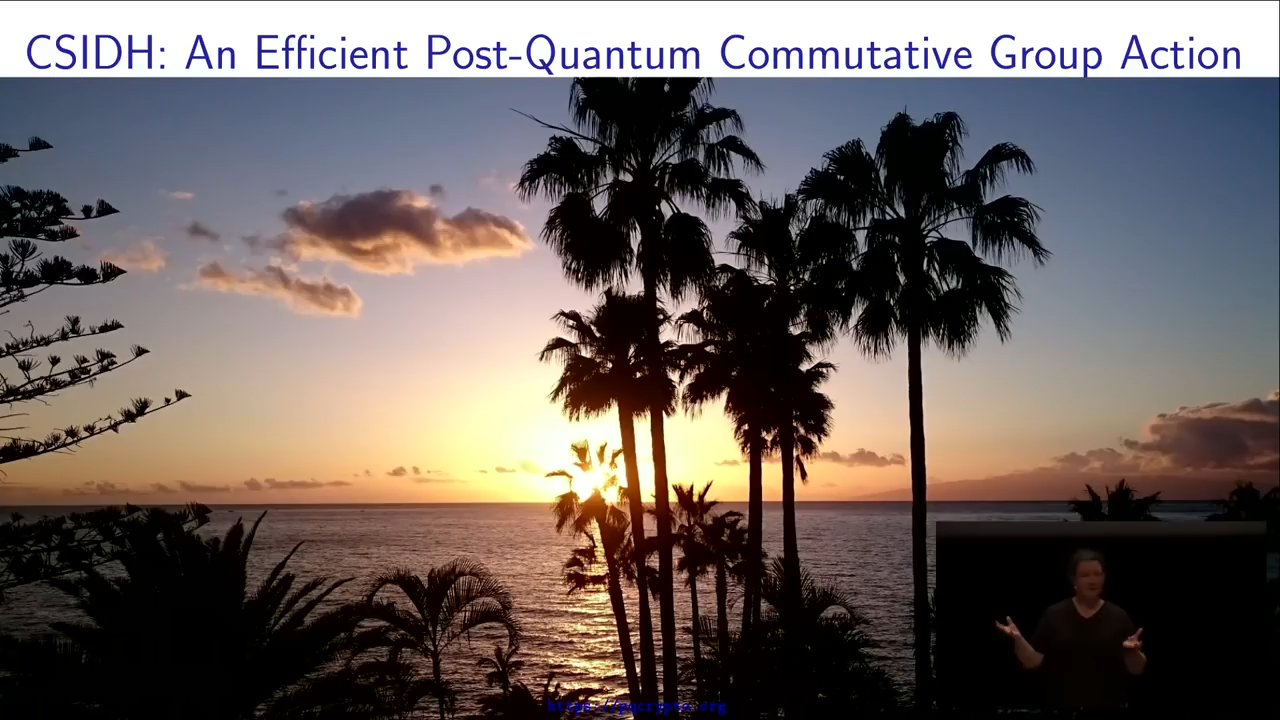 CSIDH: An Efficient Post-Quantum Commutative Group Action
https://pqcrypto.org